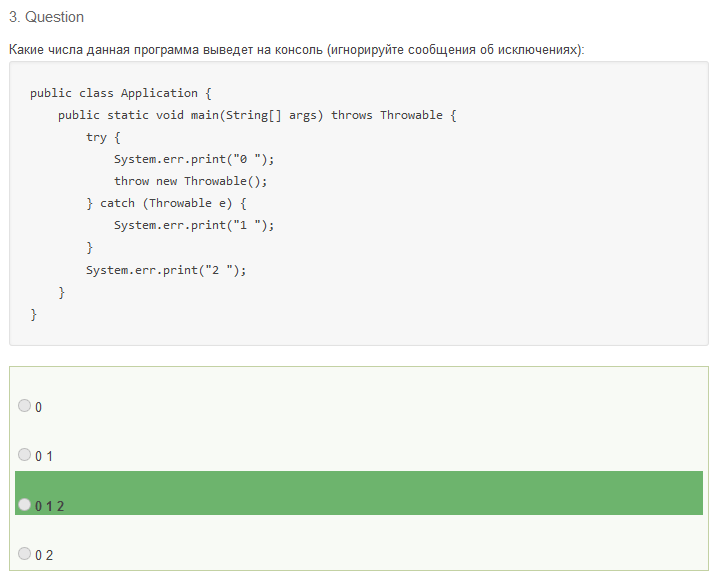 3. Question
Какие числа данная программа выведет на консоль (игнорируйте сообщения об исключениях):
public class Application {
    public static void main(String[] args) throws Throwable {
        try {
            System.err.print("0 ");
            throw new Throwable();
        } catch (Throwable e) {
            System.err.print("1 ");
        }
        System.err.print("2 ");
    }
}
0
0 1
0 1 2
0 2